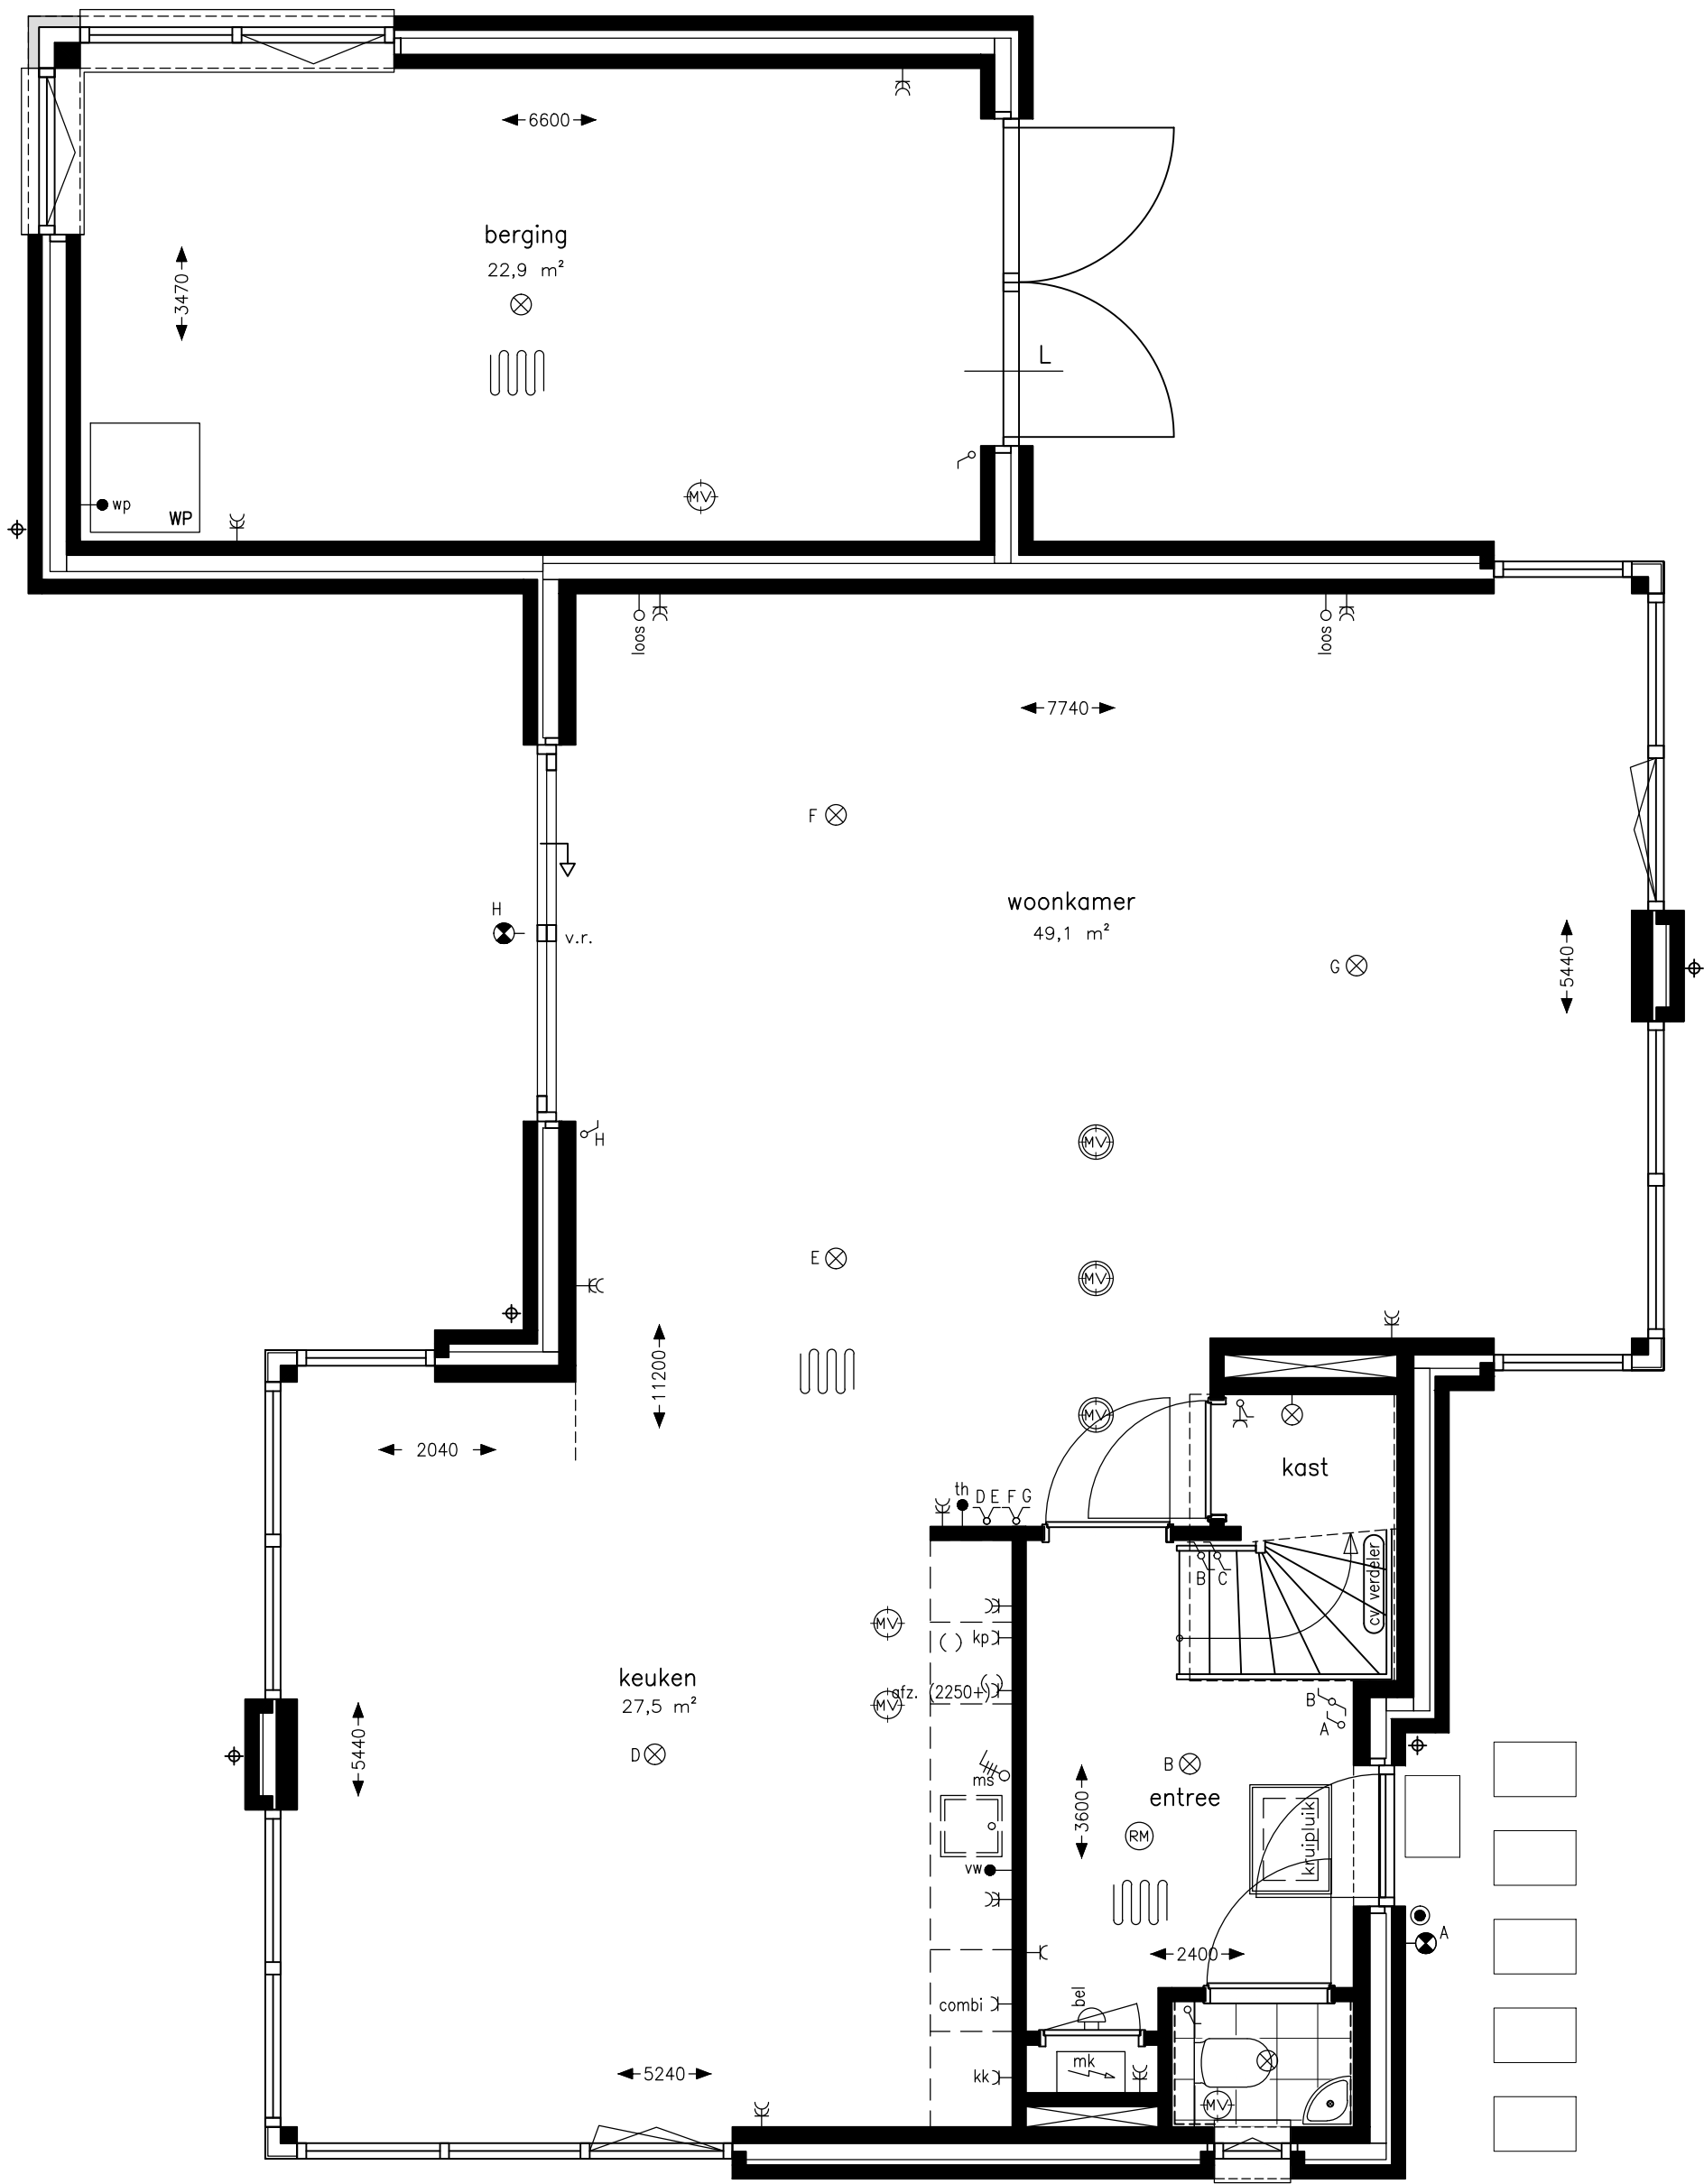 6600
berging
22,9 m²
3470
L
wp
WP
MV
loos
loos
7740
F
woonkamer
49,1 m²
H
v.r.
G
5440
H
MV
E
MV
11200
MV
2040
kast
th
D E
F G
B
C
cv verdeler
MV
kp
keuken
27,5 m²
MV
afz. (2250+)
B
A
D
5440
B
ms
entree
3600
kruipluik
RM
vw
A
2400
combi
bel
mk
kk
5240
MV